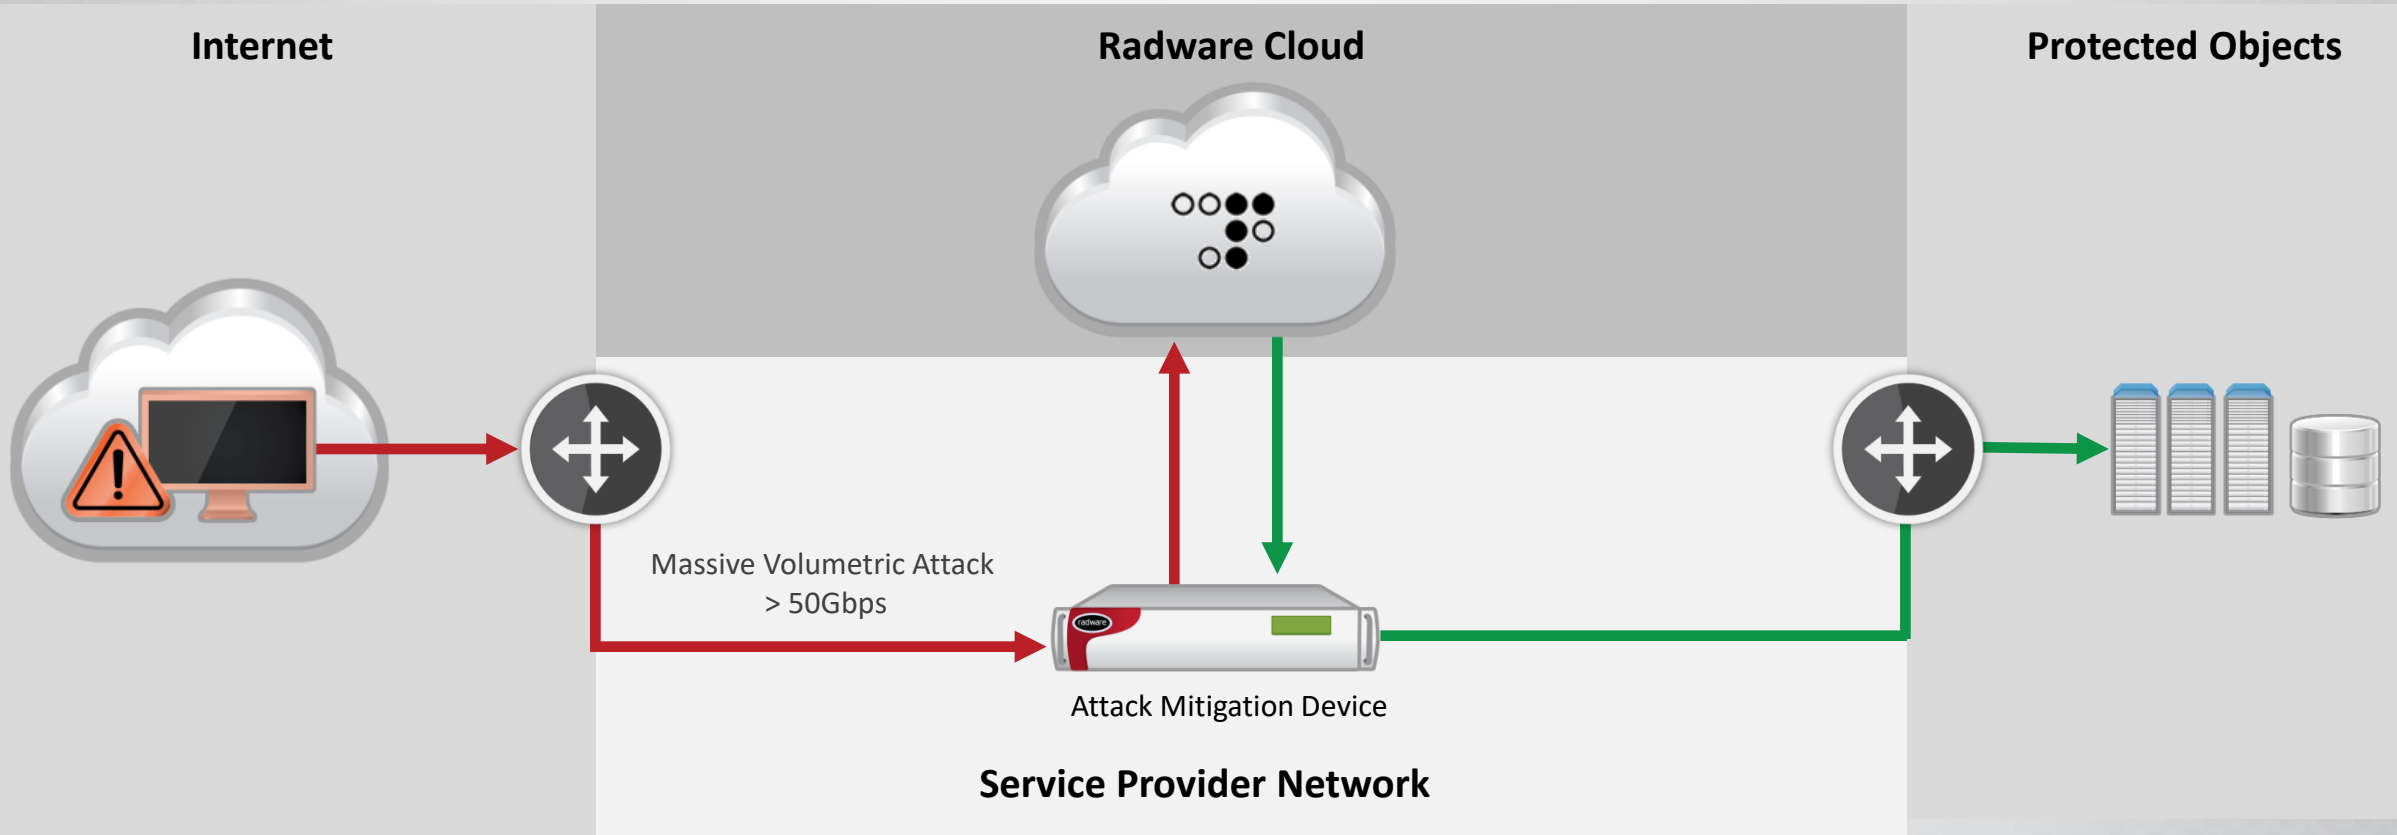 Internet
Radware Cloud
Protected Objects
Massive Volumetric Attack
> 50Gbps
radware
Attack Mitigation Device
Service Provider Network